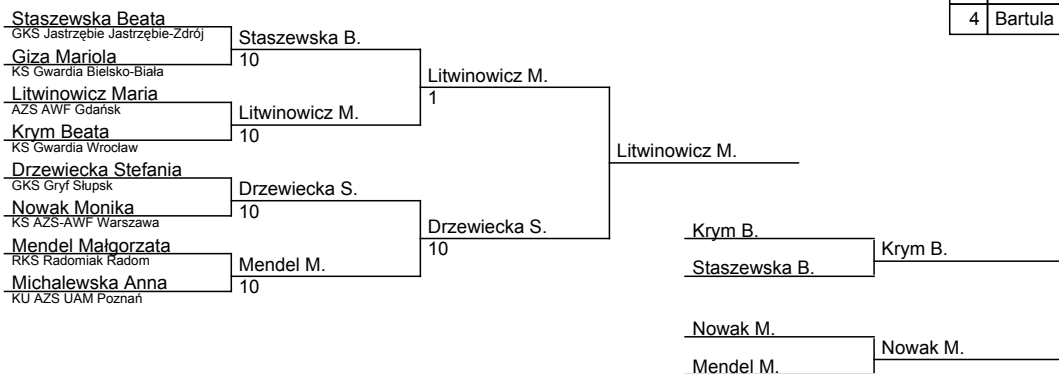 4 Bartula
Staszewska Beata
GKS Jastrzębie Jastrzębie-Zdrój
Giza Mariola
KS Gwardia Bielsko-Biała
Litwinowicz Maria
AZS AWF Gdańsk
Krym Beata
KS Gwardia Wrocław
Drzewiecka Stefania
GKS Gryf Słupsk
Nowak Monika
KS AZS-AWF Warszawa
Mendel Małgorzata
RKS Radomiak Radom
Michalewska Anna
KU AZS UAM Poznań
Staszewska B.
10
Litwinowicz M.
10
Drzewiecka S.
10
Mendel M.
10
Litwinowicz M.
1
Drzewiecka S.
10
Litwinowicz M.
Krym B.
Staszewska B.
Krym B.
Nowak M.
Mendel M.
Nowak M.